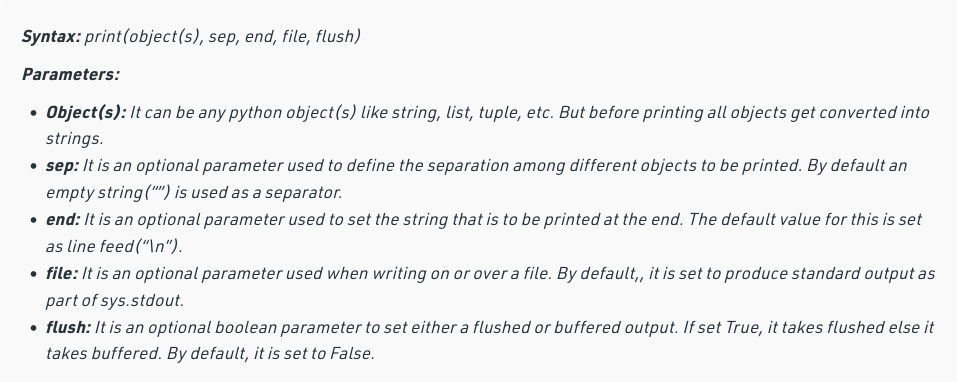 Syntax: print(object(s), sep, end, file, flush)
Parameters:
• Object(s): It can be any python object(s) like string, list, tuple, etc. But before printing all objects get converted into
strings.
• sep: It is an optional parameter used to define the separation among different objects to be printed. By default an
empty string(“”) is used as a separator.
• end: It is an optional parameter used to set the string that is to be printed at the end. The default value for this is set
as line feed(“\n”).
• file: It is an optional parameter used when writing on or over a file. By default,, it is set to produce standard output as
part of sys.stdout.
• flush: It is an optional boolean parameter to set either a flushed or buffered output. If set True, it takes flushed else it
takes buffered. By default, it is set to False.